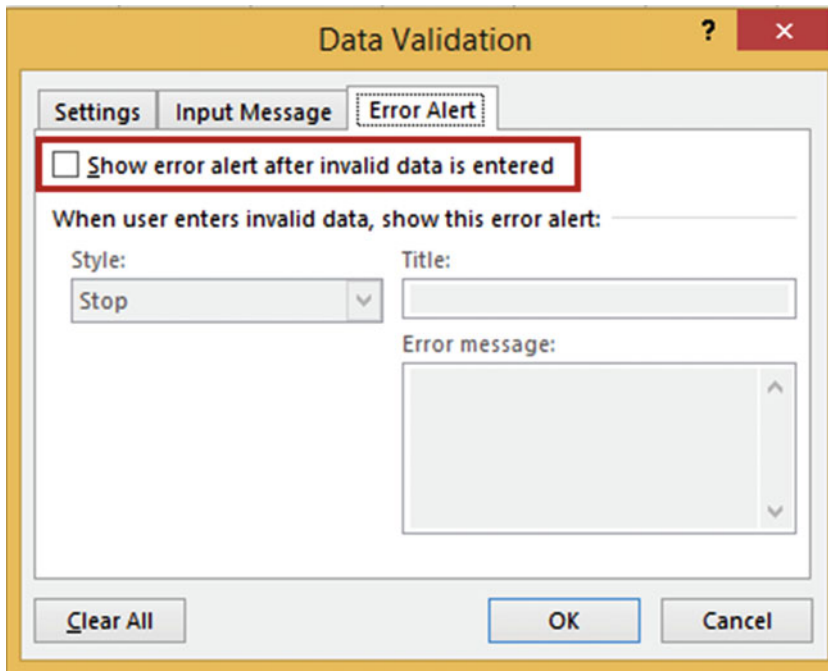 Data Validation
?
Settings
Input Message
Error Alert
Show error alert after invalid data is entered
When user enters invalid data, show this error alert:
Style:
Title:
Stop
Error message:
Clear All
OK
Cancel